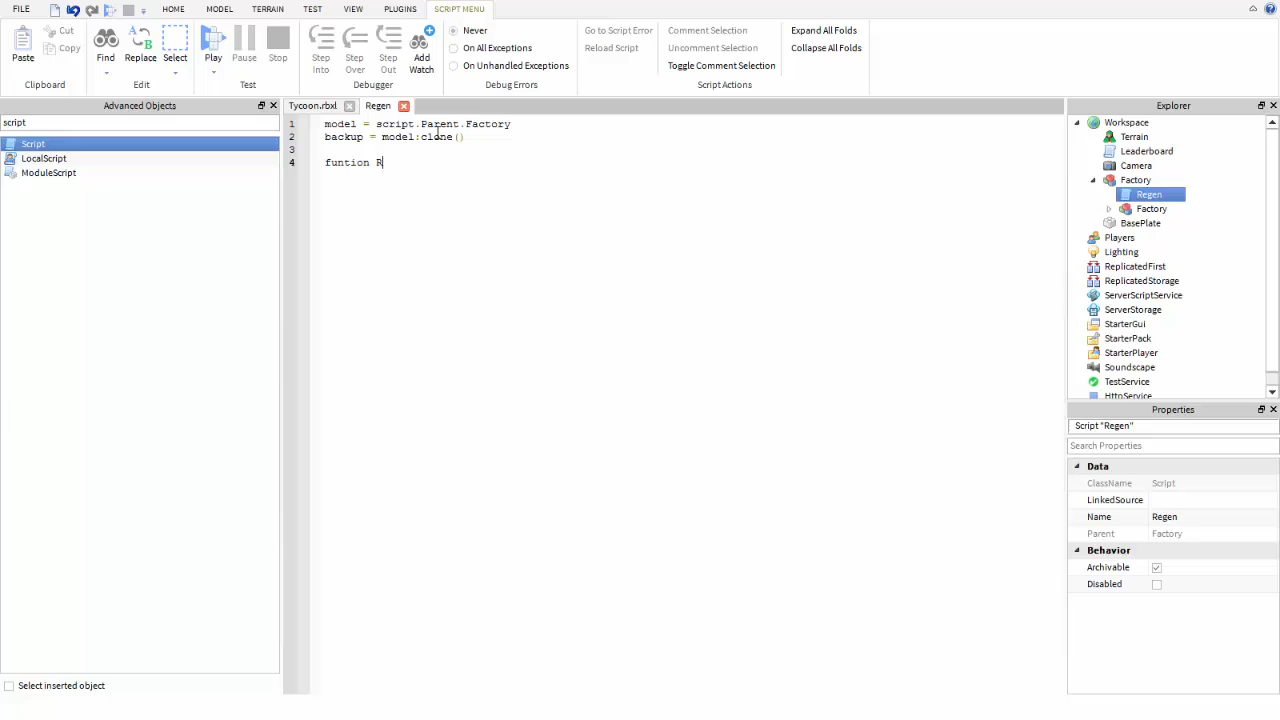 FILE HOME MODEL TERRAIN TEST VIEW PLUGINS SCRIPT MENU
Paste Cut Copy Find Replace Select Play Pause Stop Step Into Step Over Step Out Add Watch
Never
On All Exceptions
On Unhandled Exceptions
Go to Script Error
Reload Script
Comment Selection
Uncomment Selection
Toggle Comment Selection
Expand All Folds
Collapse All Folds
Clipboard Edit Test Debugger Debug Errors Script Actions
Advanced Objects
script
Script
LocalScript
ModuleScript
Select inserted object
Tycoon.rbxl Regen
1 model = script.Parent.Factory
2 backup = model:clone()
3
4 funtion R
Explorer
Workspace
Terrain
Leaderboard
Camera
Factory
Regen
Factory
BasePlate
Players
Lighting
ReplicatedFirst
ReplicatedStorage
ServerScriptService
ServerStorage
StarterGui
StarterPack
StarterPlayer
Soundscape
TestService
HttpService
Properties
Script "Regen"
Search Properties
Data
ClassName Script
LinkedSource
Name Regen
Parent Factory
Behavior
Archivable
Disabled